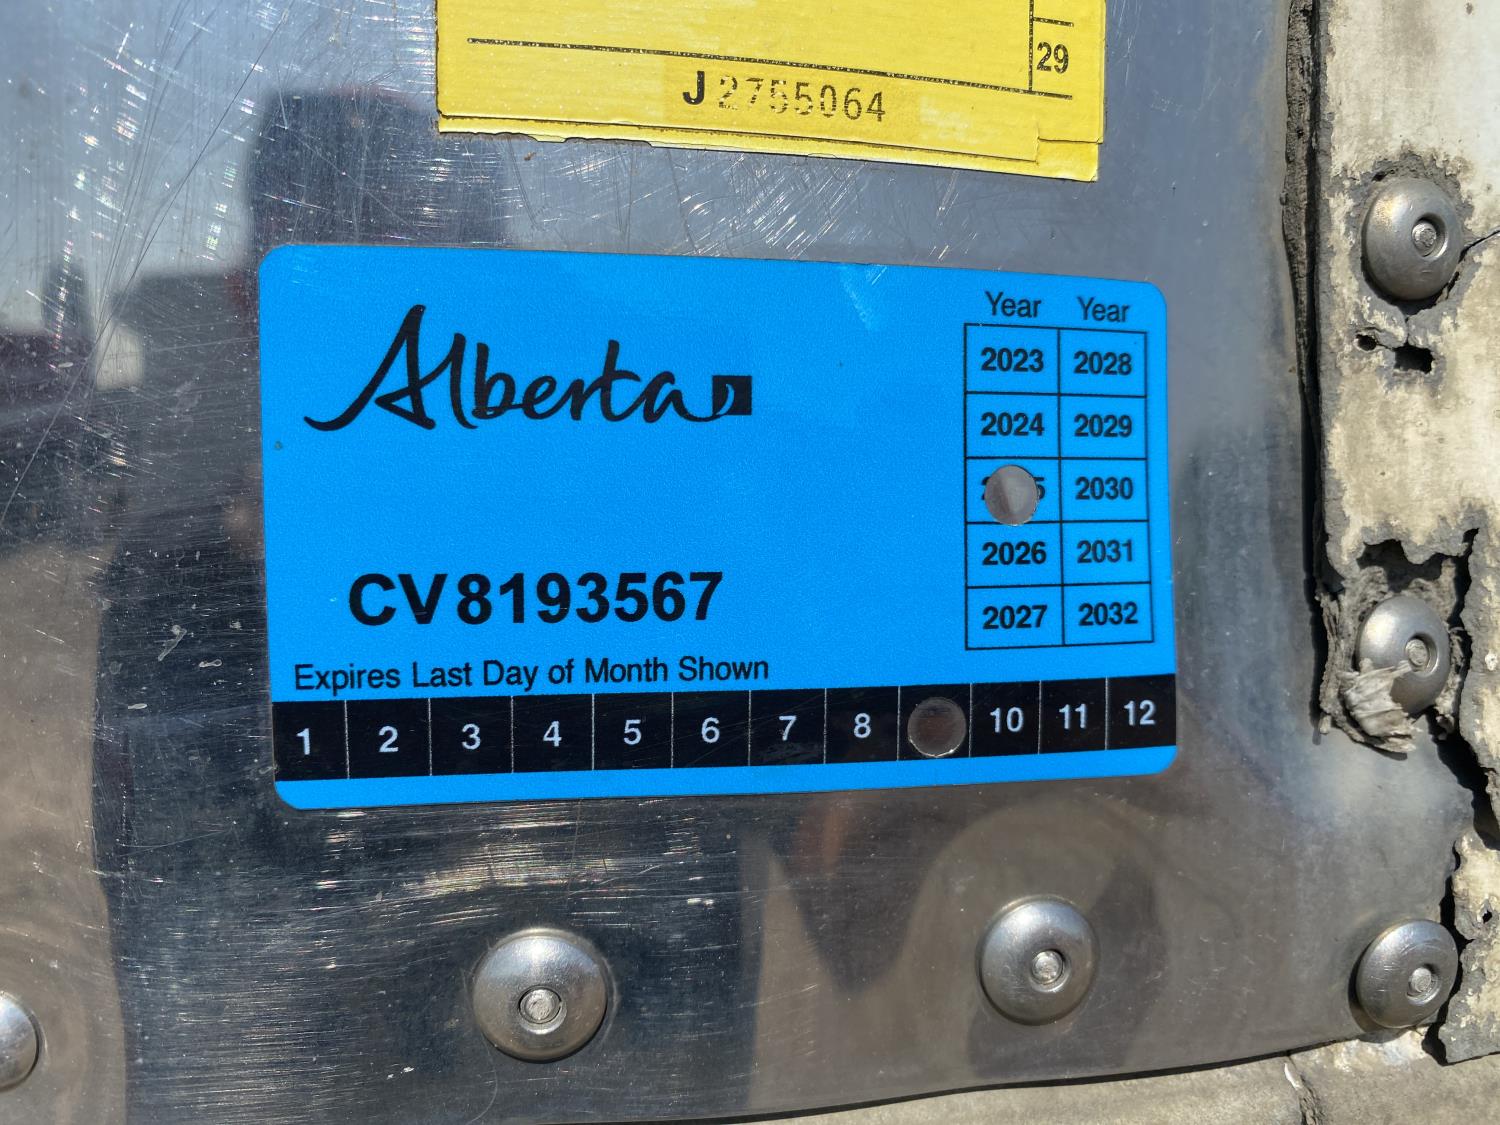 29
J2755064
Alberta
Year Year
2023 2028
2024 2029
2030
2026 2031
2027 2032
CV8193567
Expires Last Day of Month Shown
1 2 3 4 5 6 7 8 10 11 12